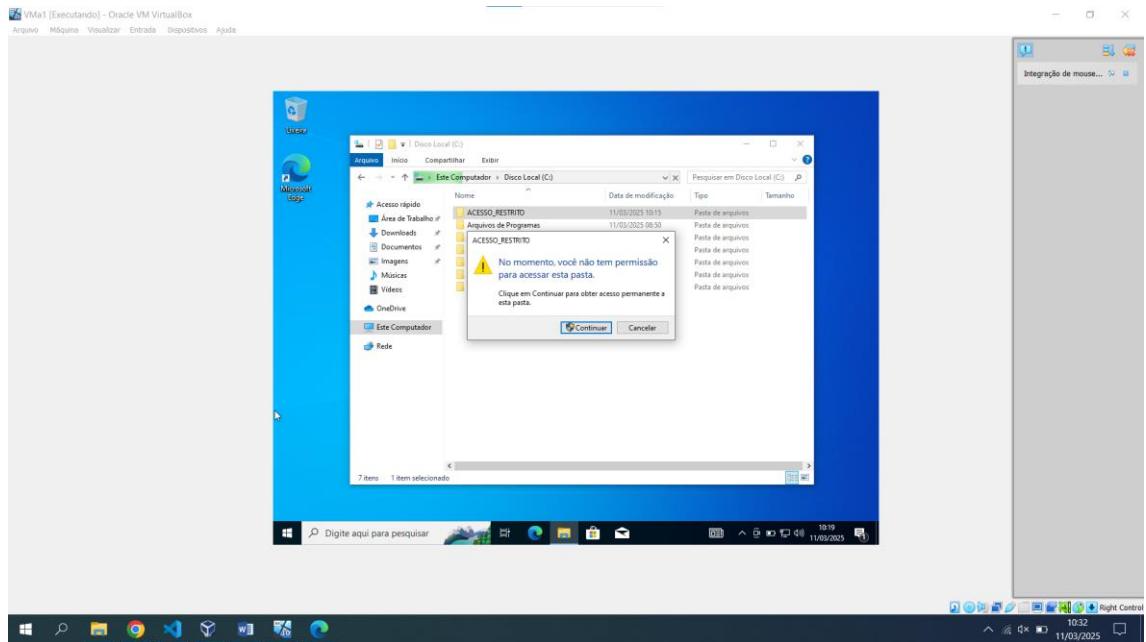 VMa1 [Executando] - Oracle VM VirtualBox
Arquivo Máquina Visualizar Entrada Dispositivos Ajuda
Integração de mouse...
Lixeira
Microsoft
Edge
Disco Local (C:)
Arquivo Início Compartilhar Exibir
Este Computador > Disco Local (C:)
Pesquisar em Disco Local (C:)
Nome Data de modificação Tipo Tamanho
Acesso rápido
Área de Trabalho
Downloads
Documentos
Imagens
Músicas
Vídeos
OneDrive
Este Computador
Rede
ACESSO_RESTRITO 11/03/2025 10:15 Pasta de arquivos
Arquivos de Programas 11/03/2025 08:50 Pasta de arquivos
Pasta de arquivos
Pasta de arquivos
Pasta de arquivos
Pasta de arquivos
Pasta de arquivos
ACESSO_RESTRITO
No momento, você não tem permissão
para acessar esta pasta.
Clique em Continuar para obter acesso permanente a
esta pasta.
Continuar Cancelar
7 itens 1 item selecionado
Digite aqui para pesquisar
10:19
11/03/2025
Right Control
10:32
11/03/2025